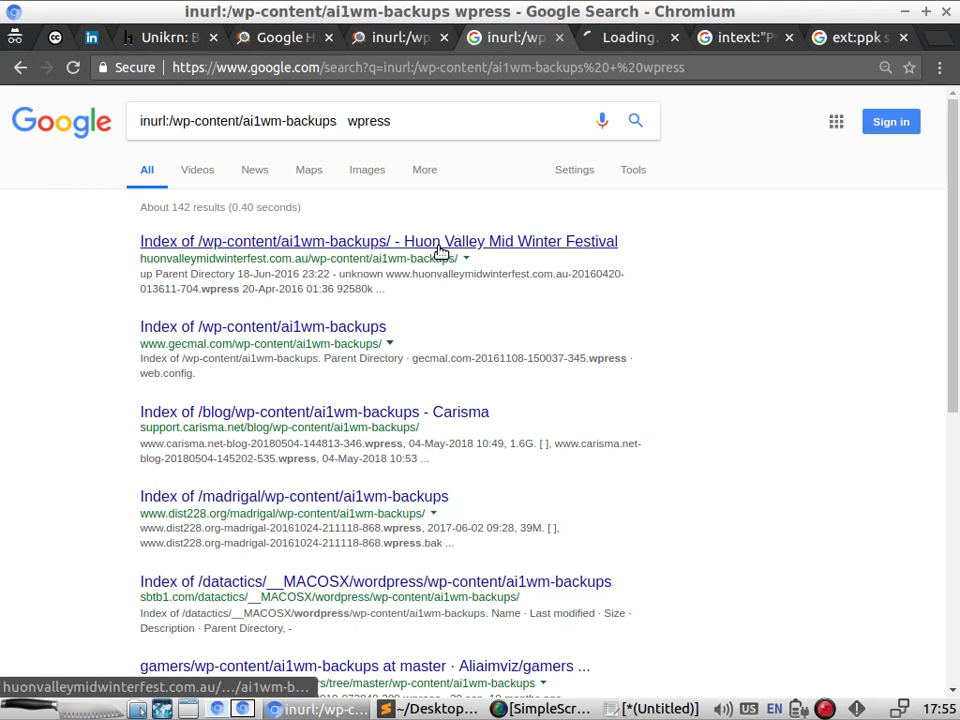 inurl:/wp-content/ai1wm-backups wpress - Google Search - Chromium
Unikrn: B
Google H
inurl:/wp
inurl:/wp
Loading.
intext:"P
ext:ppk s
Secure | https://www.google.com/search?q=inurl:/wp-content/ai1wm-backups%20+%20wpress
Google
inurl:/wp-content/ai1wm-backups wpress
Sign in
All Videos News Maps Images More Settings Tools
About 142 results (0.40 seconds)
Index of /wp-content/ai1wm-backups/ - Huon Valley Mid Winter Festival
huonvalleymidwinterfest.com.au/wp-content/ai1wm-backups/
up Parent Directory 18-Jun-2016 23:22 - unknown www.huonvalleymidwinterfest.com.au-20160420-
013611-704.wpress 20-Apr-2016 01:36 92580k ...
Index of /wp-content/ai1wm-backups
www.gecmal.com/wp-content/ai1wm-backups/
Index of /wp-content/ai1wm-backups. Parent Directory · gecmal.com-20161108-150037-345.wpress ·
web.config.
Index of /blog/wp-content/ai1wm-backups - Carisma
support.carisma.net/blog/wp-content/ai1wm-backups/
www.carisma.net-blog-20180504-144813-346.wpress, 04-May-2018 10:49, 1.6G. [ ], www.carisma.net-
blog-20180504-145202-535.wpress, 04-May-2018 10:53 ...
Index of /madrigal/wp-content/ai1wm-backups
www.dist228.org/madrigal/wp-content/ai1wm-backups/
www.dist228.org-madrigal-20161024-211118-868.wpress, 2017-06-02 09:28, 39M. [ ],
www.dist228.org-madrigal-20161024-211118-868.wpress.bak ...
Index of /datactics/__MACOSX/wordpress/wp-content/ai1wm-backups
sbtb1.com/datactics/__MACOSX/wordpress/wp-content/ai1wm-backups/
Index of /datactics/__MACOSX/wordpress/wp-content/ai1wm-backups. Name · Last modified · Size ·
Description · Parent Directory, -
gamers/wp-content/ai1wm-backups at master · Aliaimviz/gamers ...
rs/tree/master/wp-content/ai1wm-backups
huonvalleymidwinterfest.com.au/.../ai1wm-b...
inurl:/wp-c...
~/Desktop...
[SimpleScr...
[*(Untitled)]
US
EN
17:55